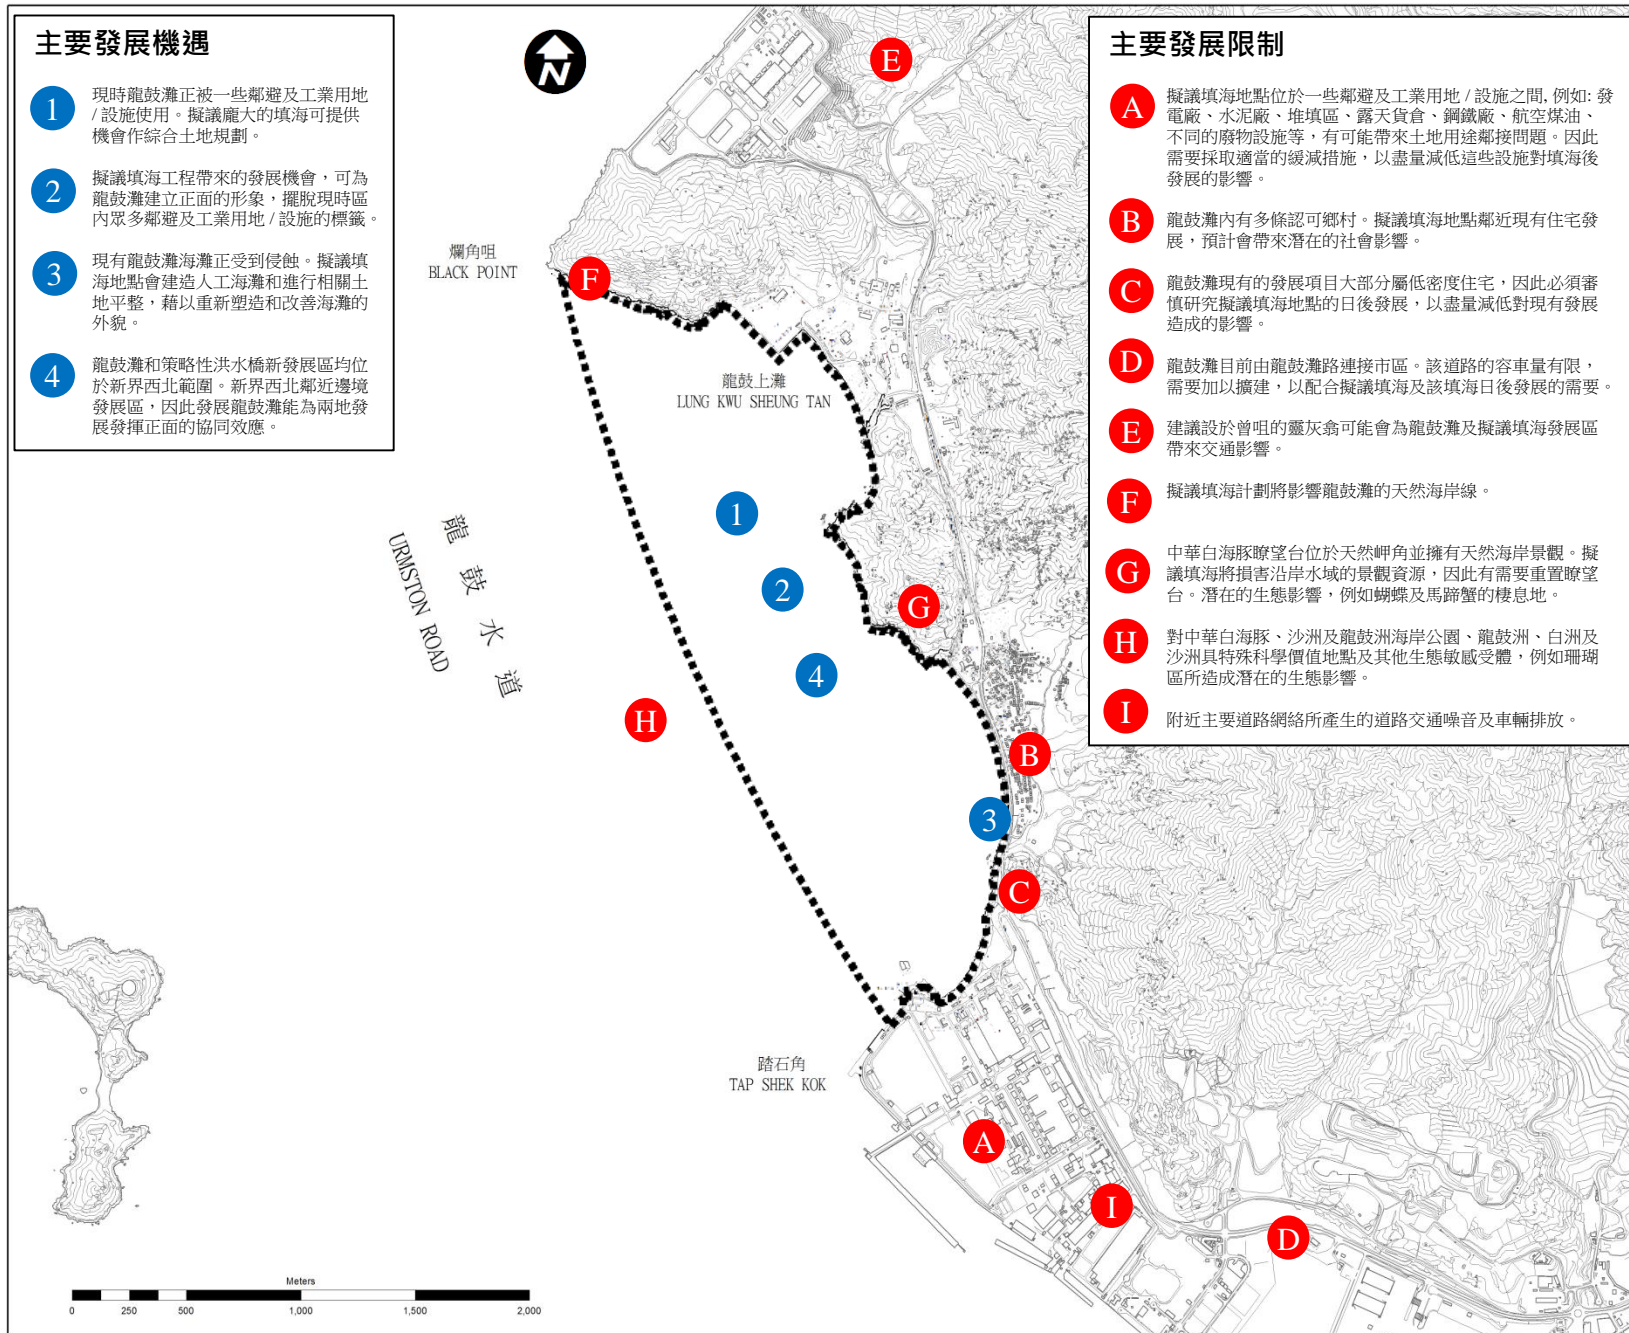 主要發展機遇
1
現時龍鼓灘正被一些鄰避及工業用地
/ 設施使用。擬議龐大的填海可提供
機會作綜合土地規劃。
2
擬議填海工程帶來的發展機會，可為
龍鼓灘建立正面的形象，擺脫現時區
內眾多鄰避及工業用地 / 設施的標籤。
3
現有龍鼓灘海灘正受到侵蝕。擬議填
海地點會建造人工海灘和進行相關土
地平整，藉以重新塑造和改善海灘的
外貌。
4
龍鼓灘和策略性洪水橋新發展區均位
於新界西北範圍。新界西北鄰近邊境
發展區，因此發展龍鼓灘能為兩地發
展發揮正面的協同效應。
N
主要發展限制
A
擬議填海地點位於一些鄰避及工業用地 / 設施之間, 例如: 發
電廠、水泥廠、堆填區、露天貨倉、鋼鐵廠、航空煤油、
不同的廢物設施等，有可能帶來土地用途鄰接問題。因此
需要採取適當的緩減措施，以盡量減低這些設施對填海後
發展的影響。
B
龍鼓灘內有多條認可鄉村。擬議填海地點鄰近現有住宅發
展，預計會帶來潛在的社會影響。
C
龍鼓灘現有的發展項目大部分屬低密度住宅，因此必須審
慎研究擬議填海地點的日後發展，以盡量減低對現有發展
造成的影響。
D
龍鼓灘目前由龍鼓灘路連接市區。該道路的容車量有限，
需要加以擴建，以配合擬議填海及該填海日後發展的需要。
E
建議設於曾咀的靈灰龕可能會為龍鼓灘及擬議填海發展區
帶來交通影響。
F
擬議填海計劃將影響龍鼓灘的天然海岸線。
G
中華白海豚瞭望台位於天然岬角並擁有天然海岸景觀。擬
議填海將損害沿岸水域的景觀資源，因此有需要重置瞭望
台。潛在的生態影響，例如蝴蝶及馬蹄蟹的棲息地。
H
對中華白海豚、沙洲及龍鼓洲海岸公園、龍鼓洲、白洲及
沙洲具特殊科學價值地點及其他生態敏感受體，例如珊瑚
區所造成潛在的生態影響。
I
附近主要道路網絡所產生的道路交通噪音及車輛排放。
E
爛角咀
BLACK POINT
F
龍鼓上灘
LUNG KWU SHEUNG TAN
1
龍鼓水道
URMSTON ROAD
2
G
4
H
B
3
C
踏石角
TAP SHEK KOK
A
I
D
Meters
0 250 500 1,000 1,500 2,000